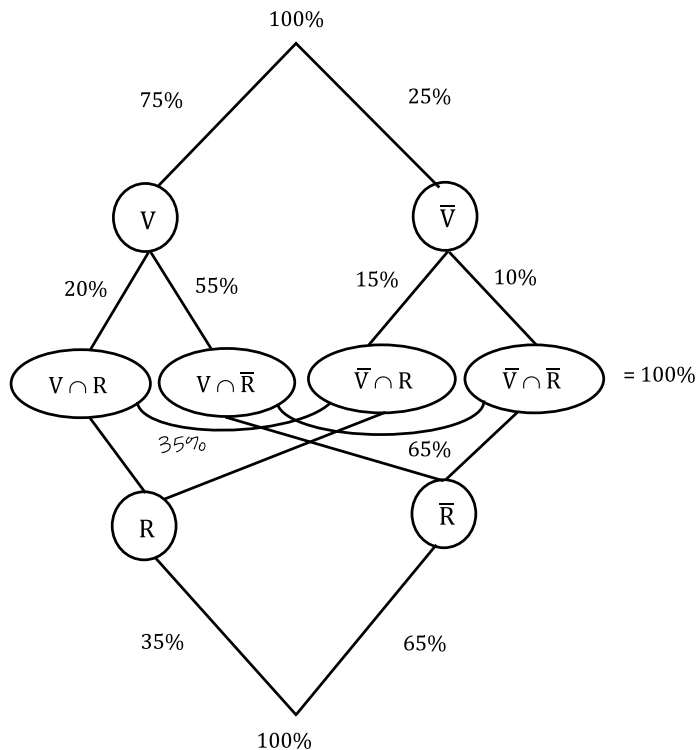 100%
75% 25%
V V̅
20% 55% 15% 10%
V ∩ R V ∩ R̅ V̅ ∩ R V̅ ∩ R̅ = 100%
35% 65%
R R̅
35% 65%
100%